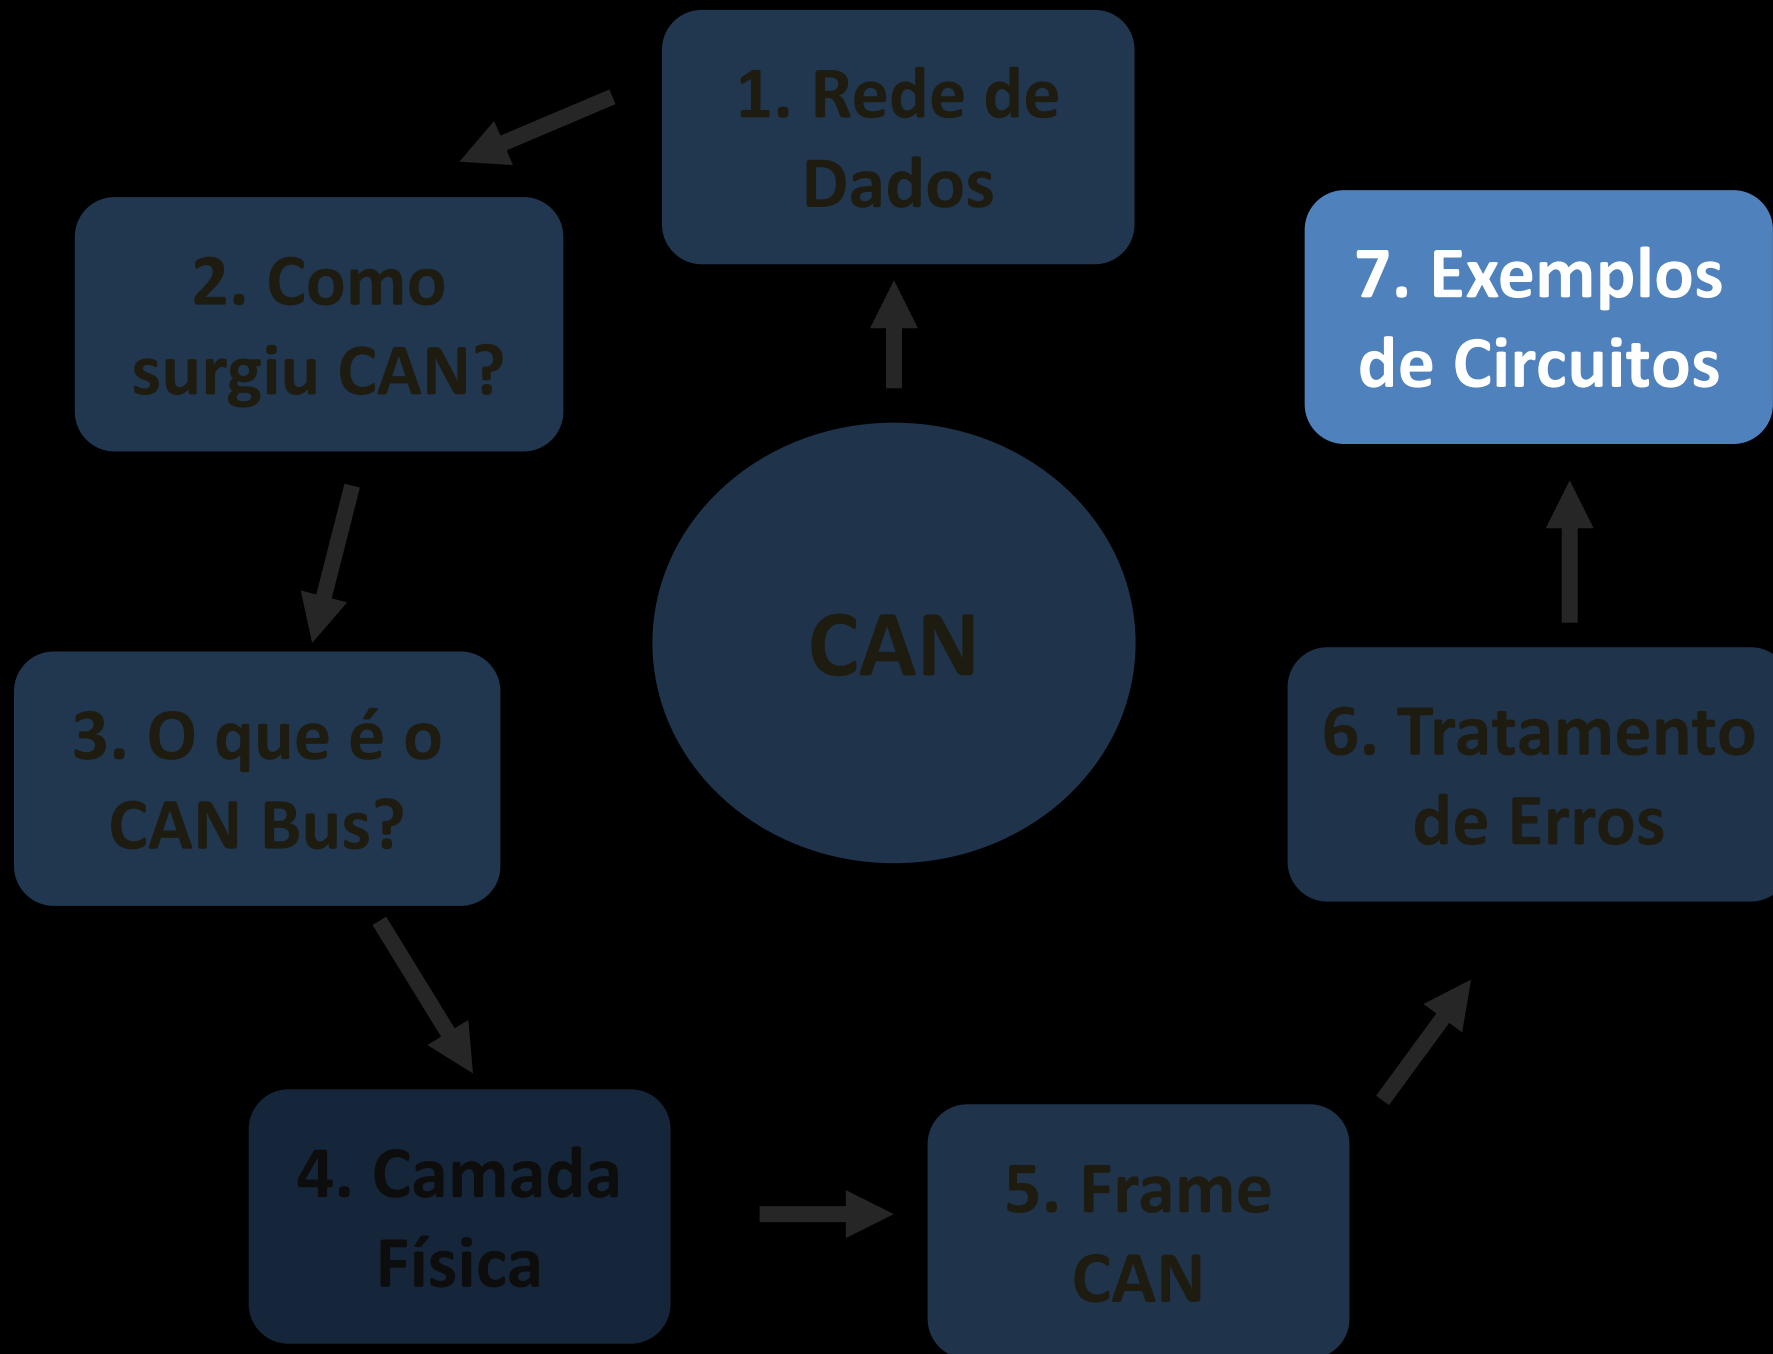 1. Rede de
Dados
2. Como
surgiu CAN?
3. O que é o
CAN Bus?
4. Camada
Física
5. Frame
CAN
6. Tratamento
de Erros
7. Exemplos
de Circuitos
CAN